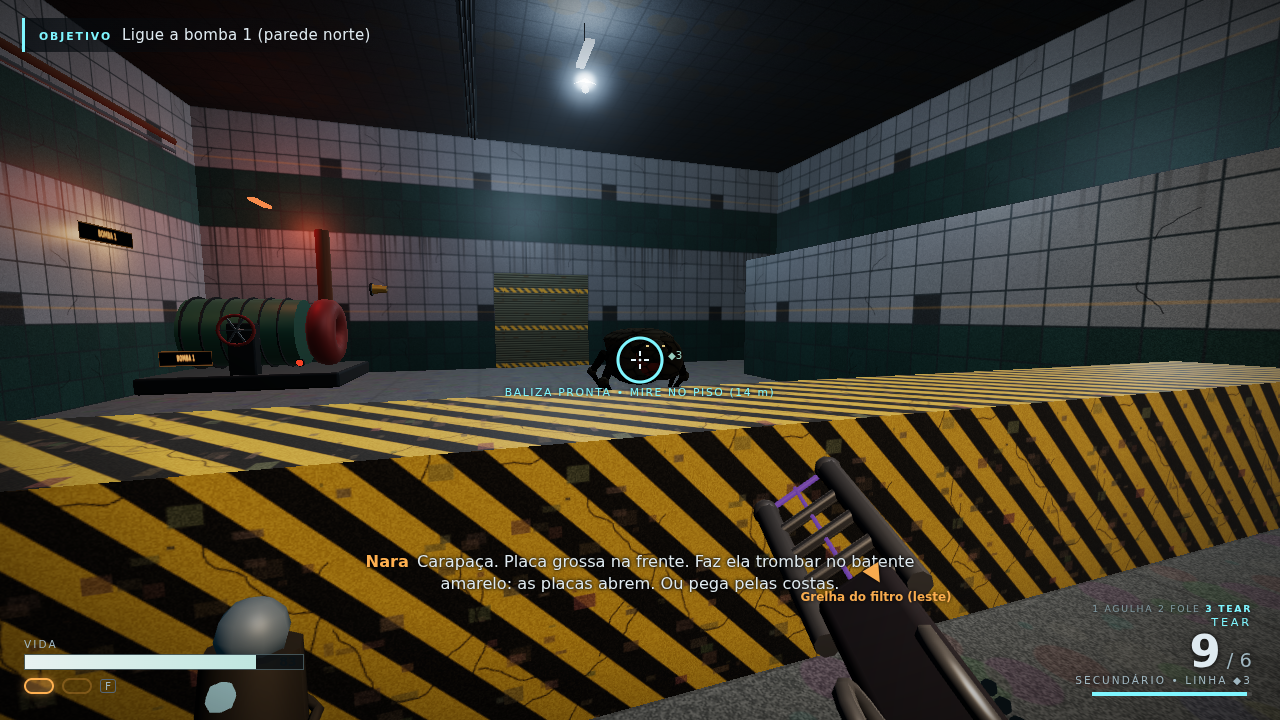 OBJETIVO Ligue a bomba 1 (parede norte)
BOMBA 1
BOMBA 1
◆3
BALIZA PRONTA • MIRE NO PISO (14 m)
Nara Carapaça. Placa grossa na frente. Faz ela trombar no batente
amarelo: as placas abrem. Ou pega pelas costas.
Grelha do filtro (leste)
1 AGULHA 2 FOLE 3 TEAR
TEAR
9 / 6
SECUNDÁRIO • LINHA ◆3
VIDA
F